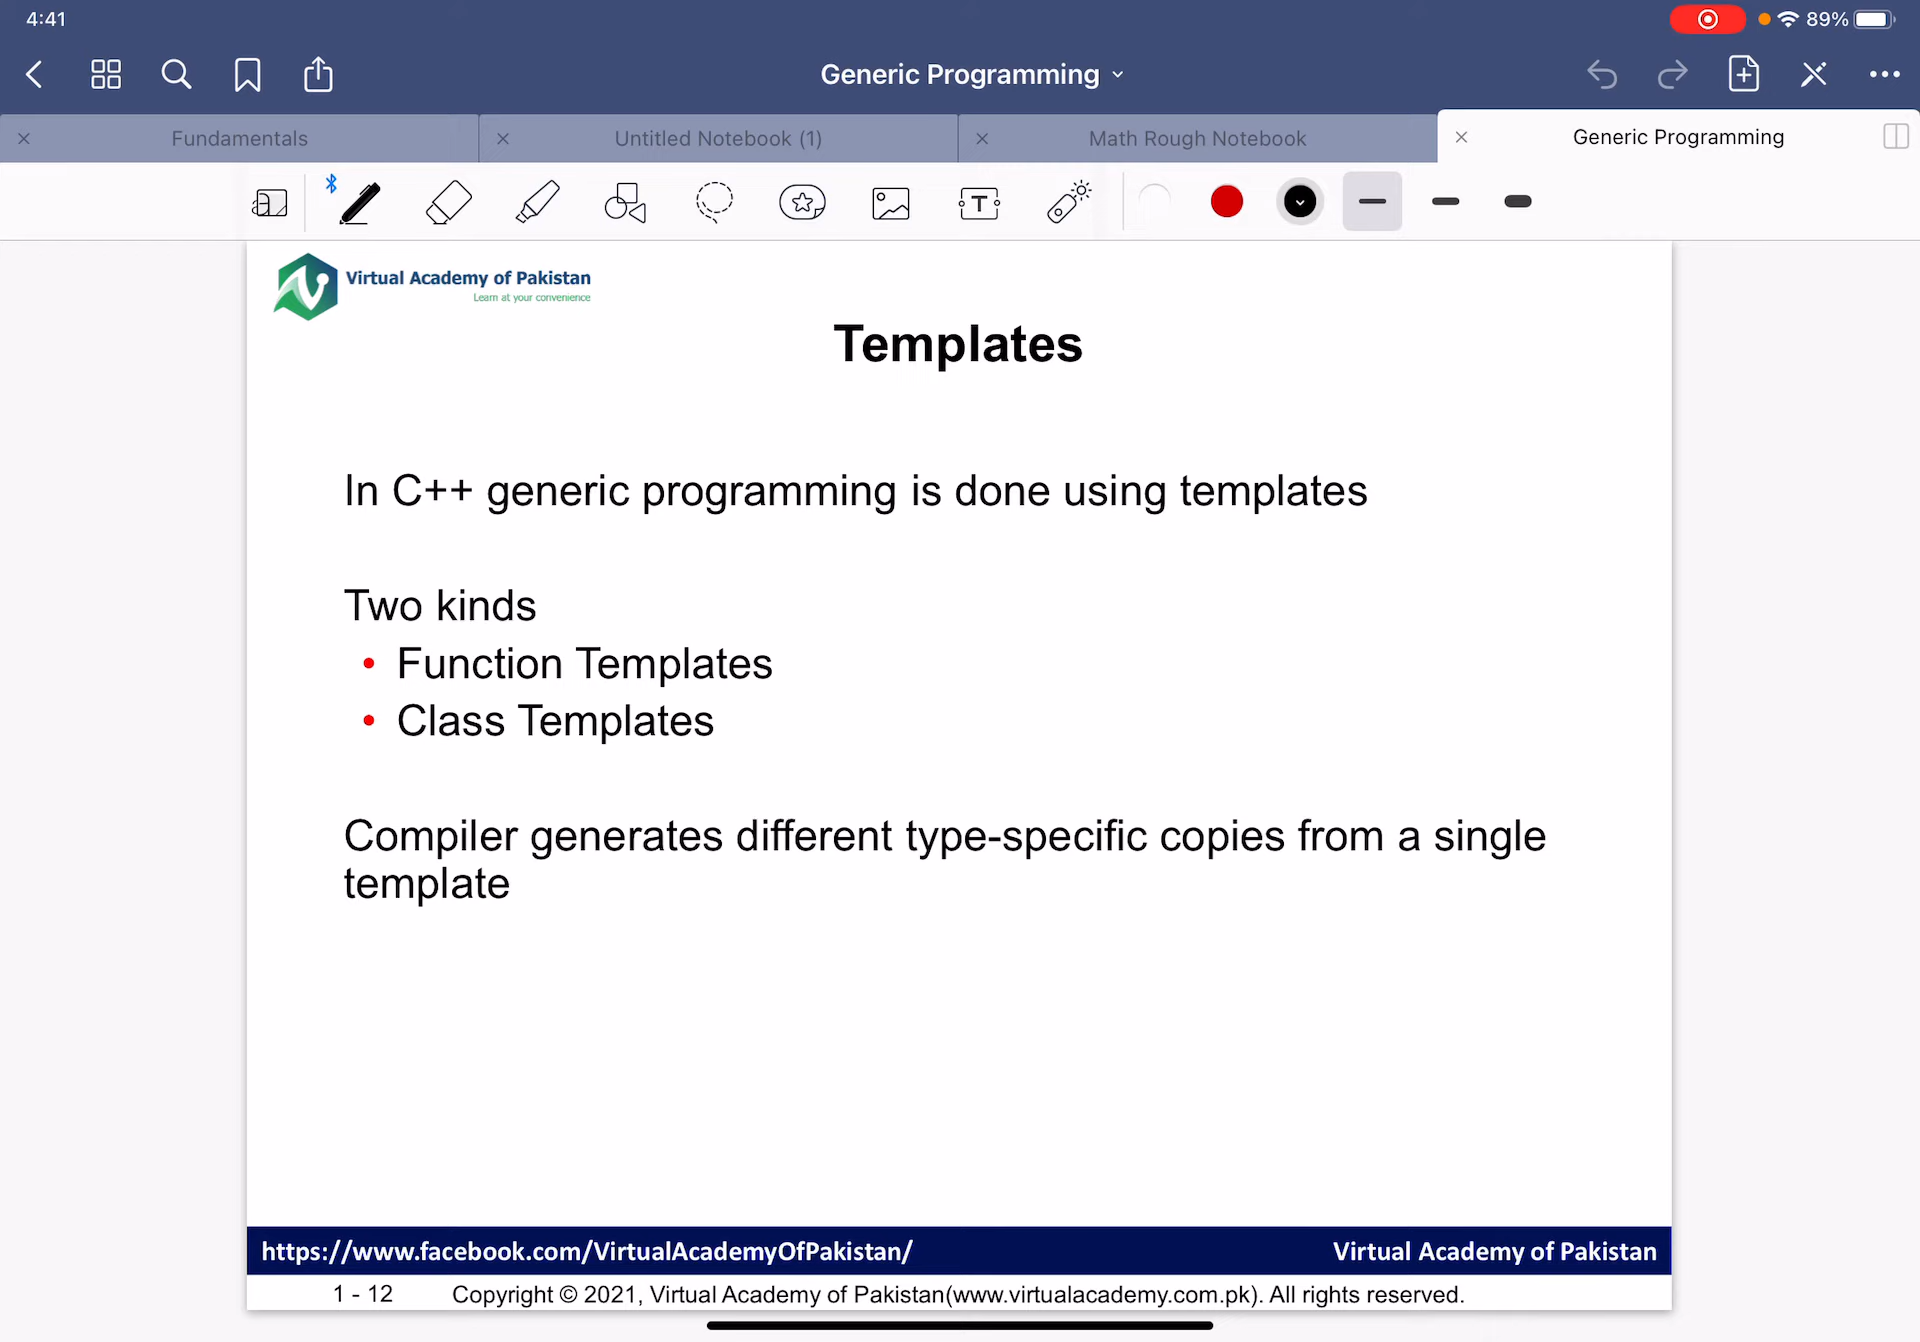 4:41
89%
Generic Programming
Fundamentals
Untitled Notebook (1)
Math Rough Notebook
Generic Programming
T
Virtual Academy of Pakistan
Learn at your convenience
Templates
In C++ generic programming is done using templates
Two kinds
• Function Templates
• Class Templates
Compiler generates different type-specific copies from a single
template
https://www.facebook.com/VirtualAcademyOfPakistan/
Virtual Academy of Pakistan
1 - 12
Copyright © 2021, Virtual Academy of Pakistan(www.virtualacademy.com.pk). All rights reserved.